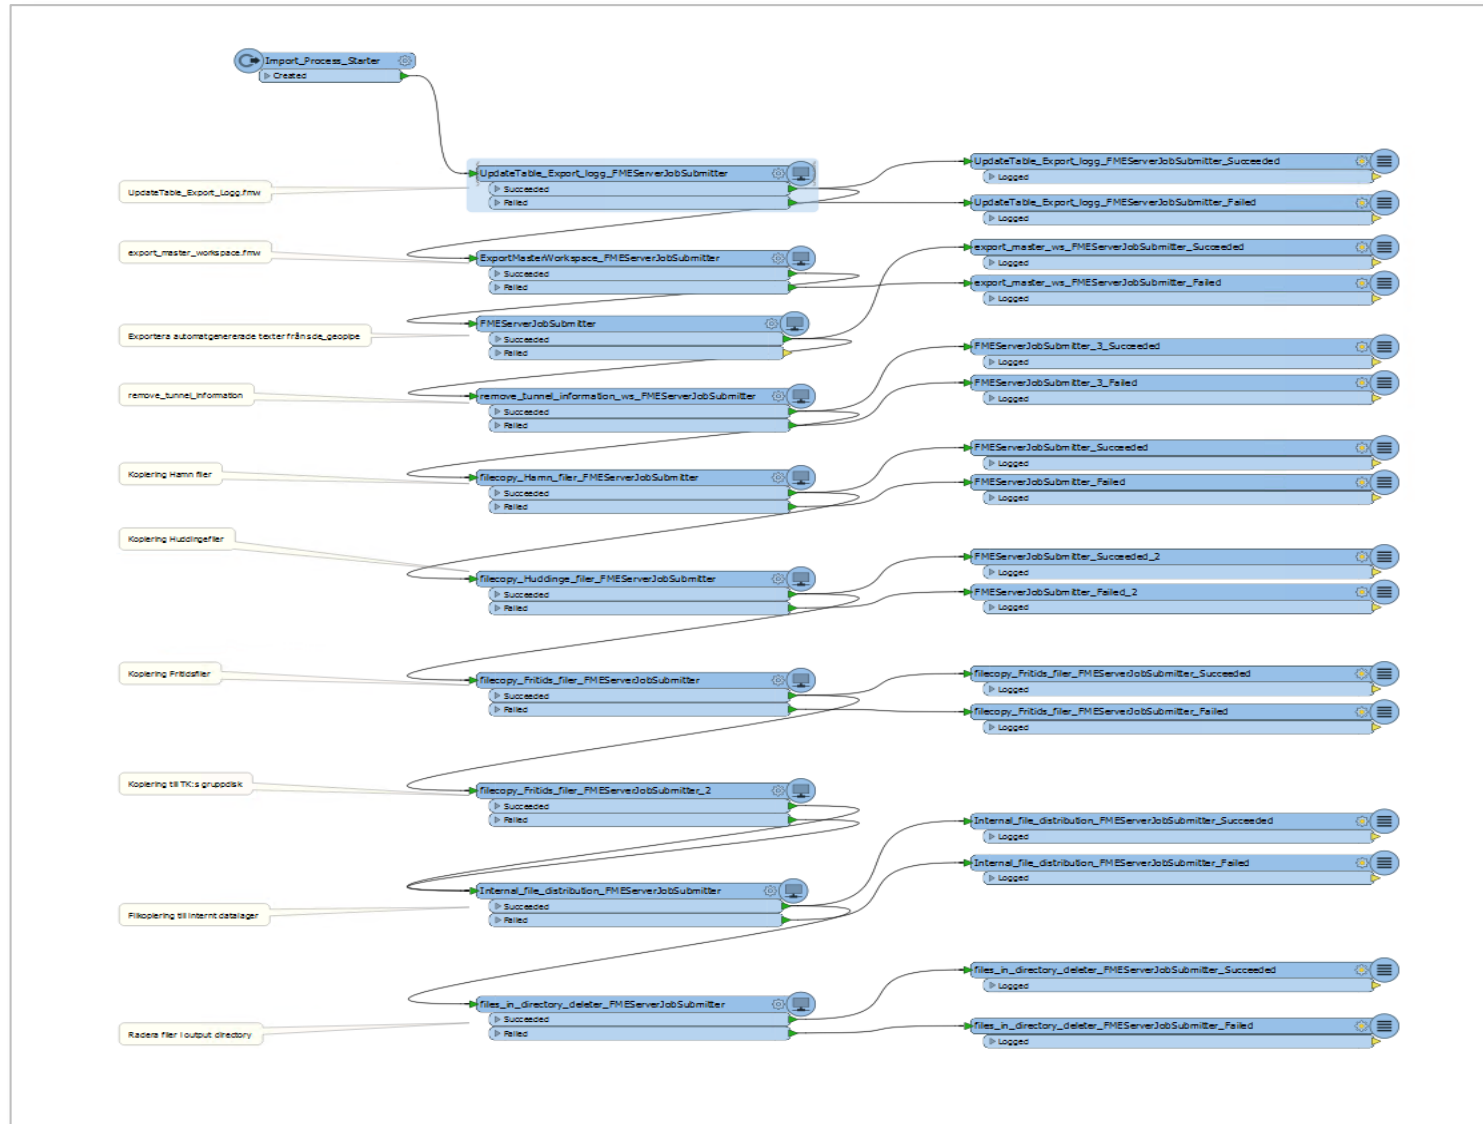 Import_Process_Starter
Created
UpdateTable_Export_Logg.fmw
UpdateTable_Export_logg_FMEServerJobSubmitter
Succeeded
Failed
UpdateTable_Export_logg_FMEServerJobSubmitter_Succeeded
Logged
UpdateTable_Export_logg_FMEServerJobSubmitter_Failed
Logged
export_master_workspace.fmw
ExportMasterWorkspace_FMEServerJobSubmitter
Succeeded
Failed
export_master_ws_FMEServerJobSubmitter_Succeeded
Logged
export_master_ws_FMEServerJobSubmitter_Failed
Logged
Exportera automatgenererade texter från sde_geopipe
FMEServerJobSubmitter
Succeeded
Failed
remove_tunnel_information
remove_tunnel_information_ws_FMEServerJobSubmitter
Succeeded
Failed
FMEServerJobSubmitter_3_Succeeded
Logged
FMEServerJobSubmitter_3_Failed
Logged
Kopiering Hamn filer
filecopy_Hamn_filer_FMEServerJobSubmitter
Succeeded
Failed
FMEServerJobSubmitter_Succeeded
Logged
FMEServerJobSubmitter_Failed
Logged
Kopiering Huddingefiler
filecopy_Huddinge_filer_FMEServerJobSubmitter
Succeeded
Failed
FMEServerJobSubmitter_Succeeded_2
Logged
FMEServerJobSubmitter_Failed_2
Logged
Kopiering Fritidsfiler
filecopy_Fritids_filer_FMEServerJobSubmitter
Succeeded
Failed
filecopy_Fritids_filer_FMEServerJobSubmitter_Succeeded
Logged
filecopy_Fritids_filer_FMEServerJobSubmitter_Failed
Logged
Kopiering till TK:s gruppdisk
filecopy_Fritids_filer_FMEServerJobSubmitter_2
Succeeded
Failed
Filkopiering till internt datalager
Internal_file_distribution_FMEServerJobSubmitter
Succeeded
Failed
Internal_file_distribution_FMEServerJobSubmitter_Succeeded
Logged
Internal_file_distribution_FMEServerJobSubmitter_Failed
Logged
Radera filer i output directory
files_in_directory_deleter_FMEServerJobSubmitter
Succeeded
Failed
files_in_directory_deleter_FMEServerJobSubmitter_Succeeded
Logged
files_in_directory_deleter_FMEServerJobSubmitter_Failed
Logged